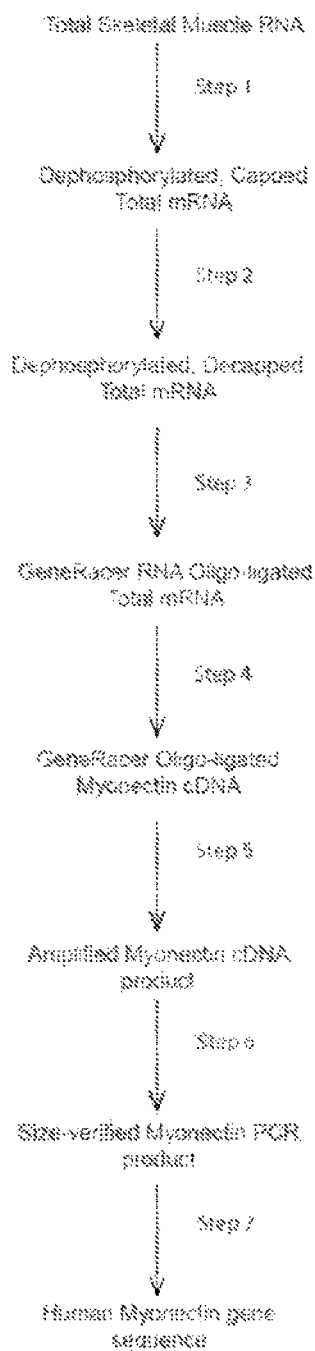 Total Skeletal Muscle RNA
Step 1
Dephosphorylated, Capped
Total mRNA
Step 2
Dephosphorylated, Decapped
Total mRNA
Step 3
GeneRacer RNA Oligo-ligated
Total mRNA
Step 4
GeneRacer Oligo-ligated
Myonectin cDNA
Step 5
Amplified Myonectin cDNA
product
Step 6
Size-verified Myonectin PCR
product
Step 7
Human Myonectin gene
sequence